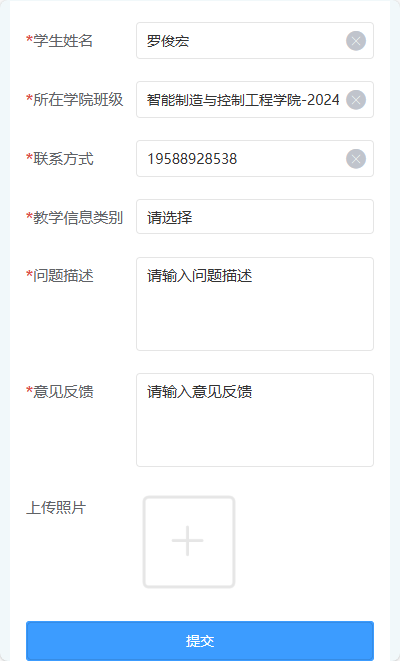 *学生姓名
罗俊宏
*所在学院班级
智能制造与控制工程学院-2024
*联系方式
19588928538
*教学信息类别
请选择
*问题描述
请输入问题描述
*意见反馈
请输入意见反馈
上传照片
提交